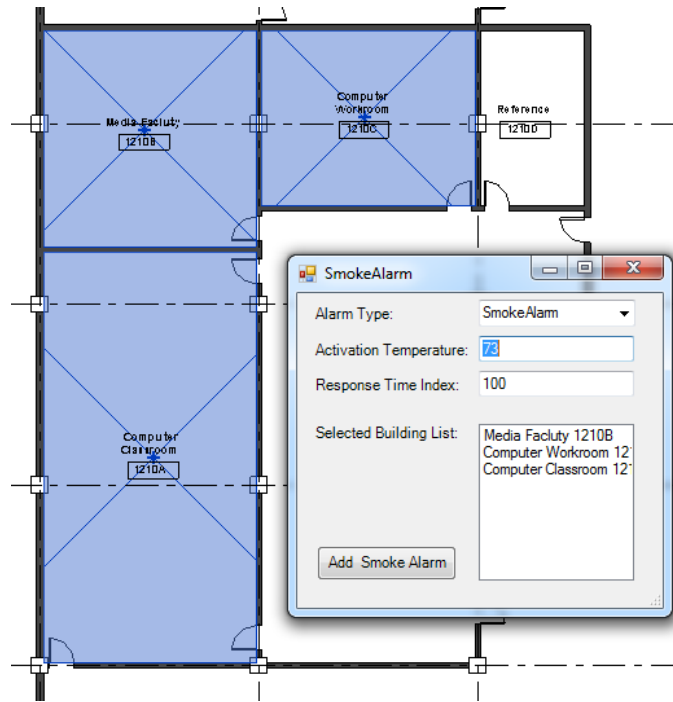 Media Facluty
1210B
Computer
Workroom
1210C
Reference
1210D
Computer
Classroom
1210A
SmokeAlarm
Alarm Type:
SmokeAlarm
Activation Temperature:
73
Response Time Index:
100
Selected Building List:
Media Facluty 1210B
Computer Workroom 12
Computer Classroom 12
Add Smoke Alarm